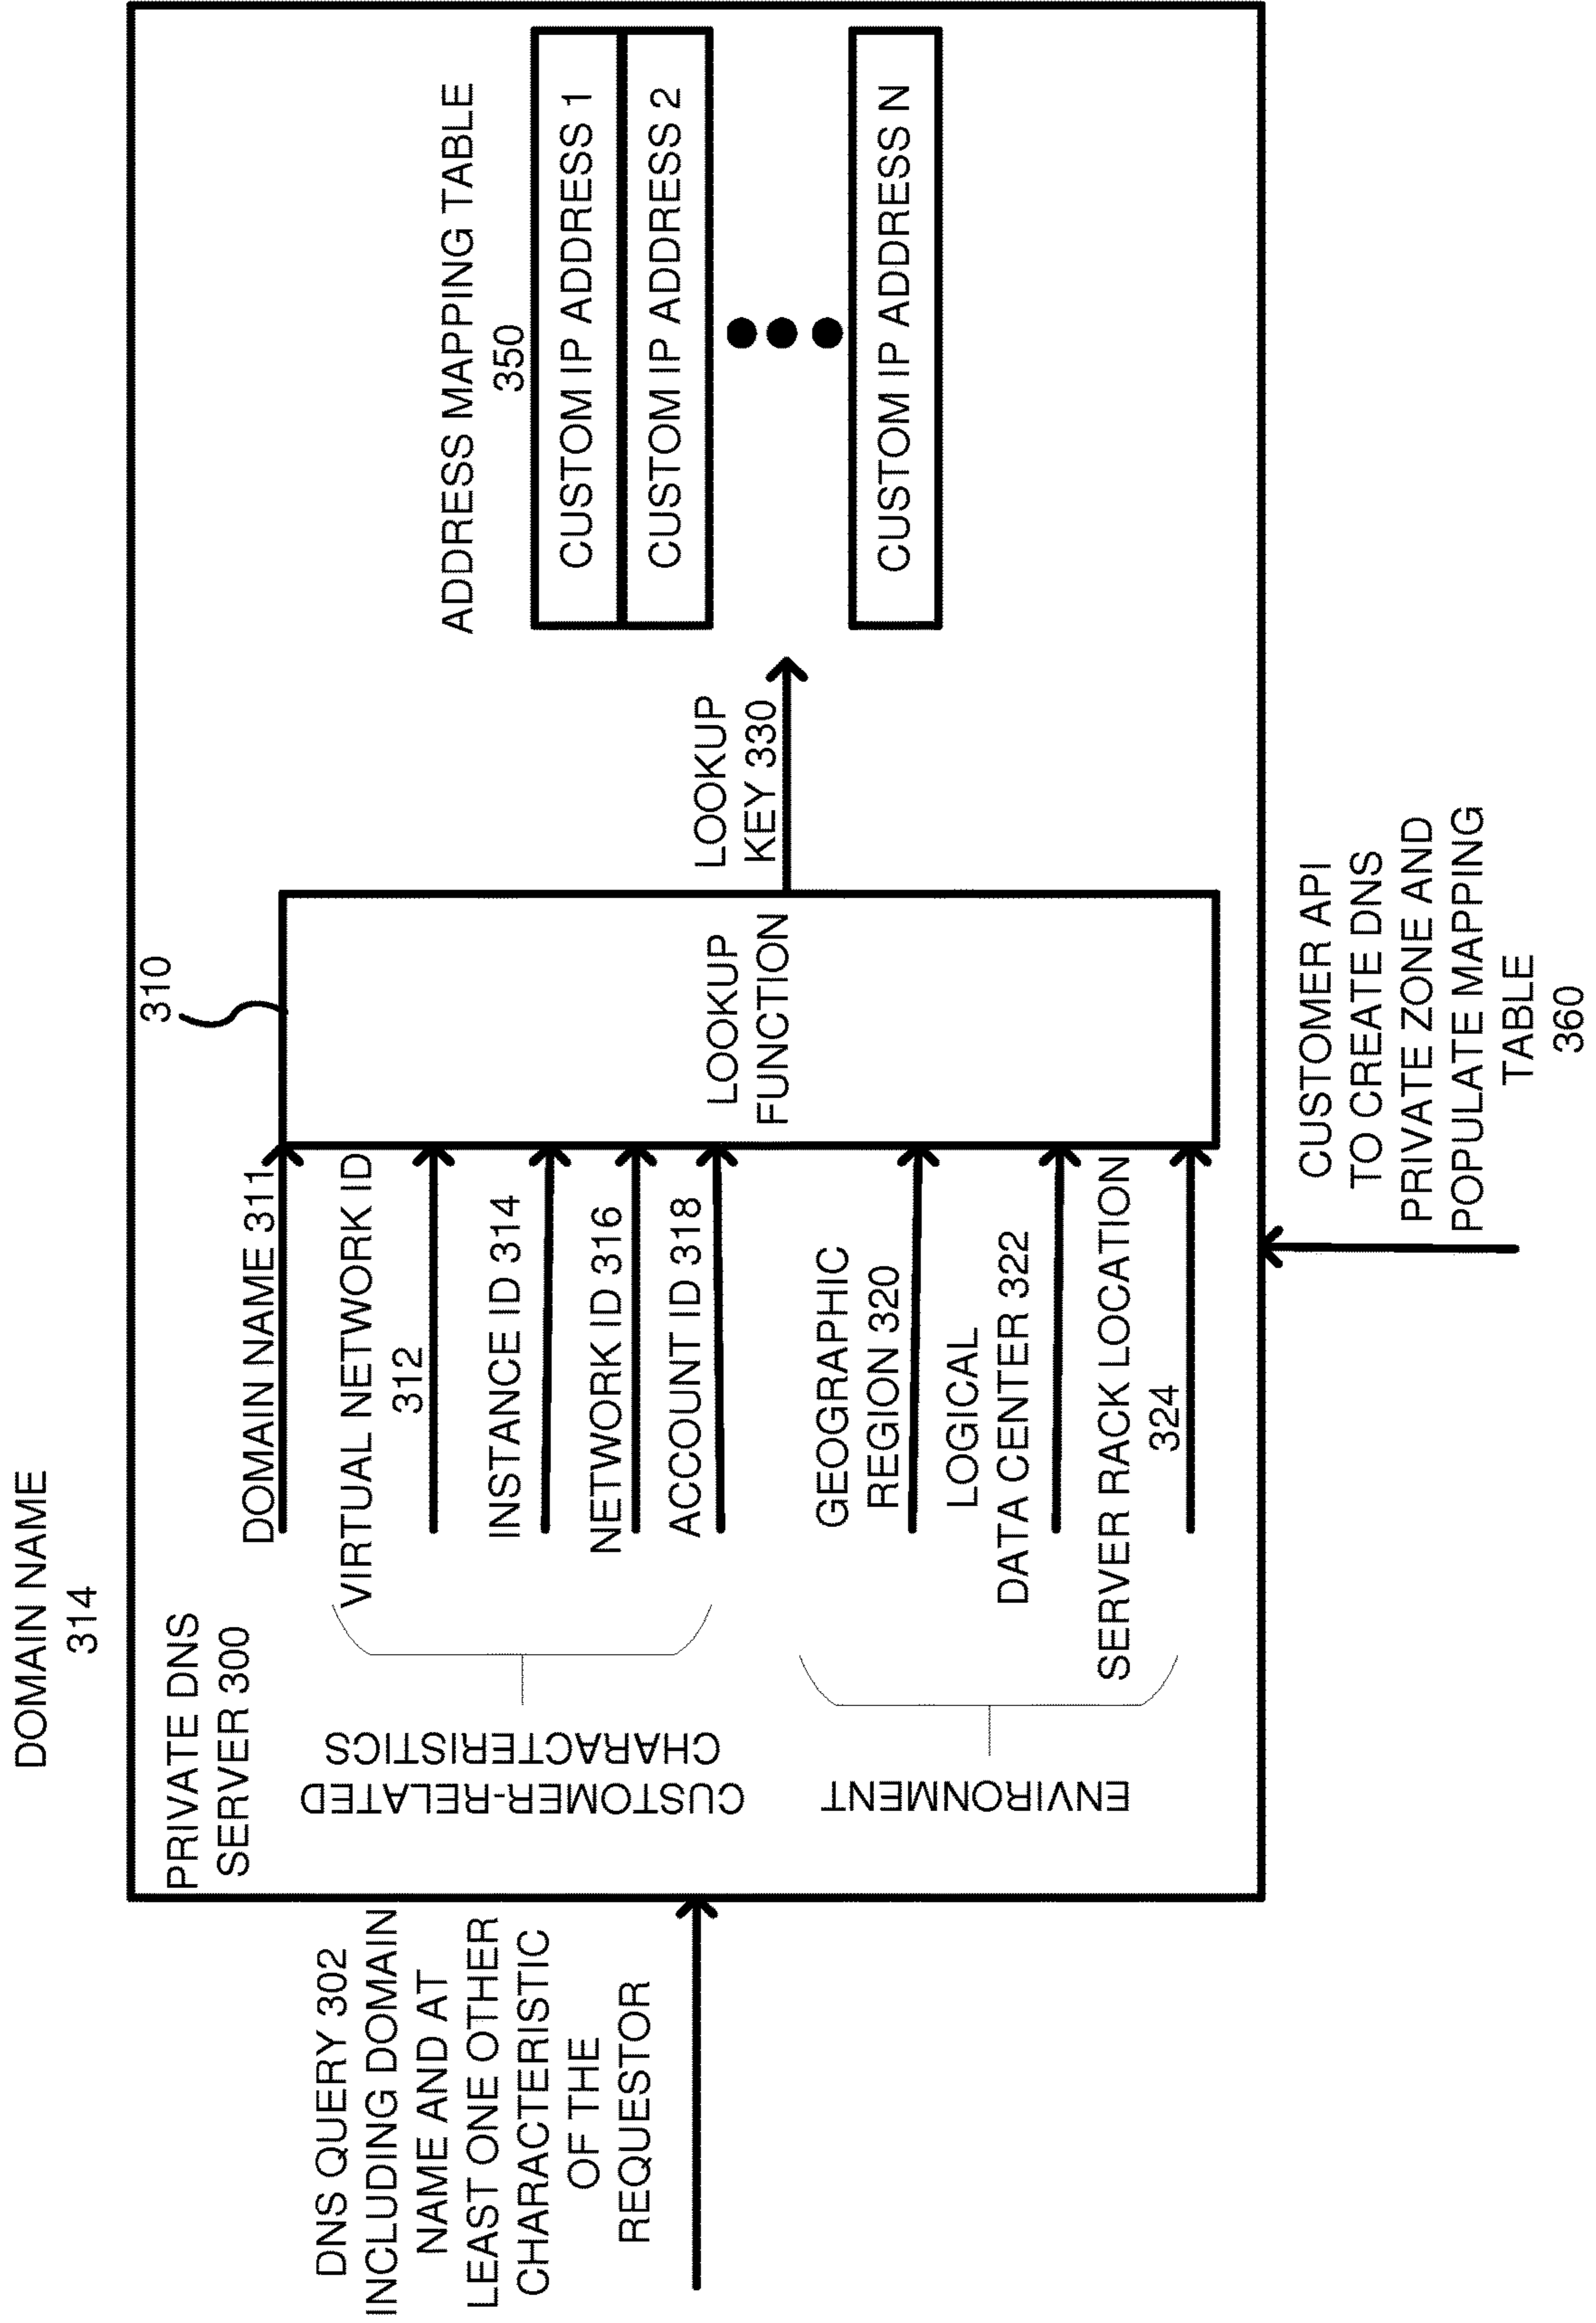 DOMAIN NAME
314
PRIVATE DNS
SERVER 300
DNS QUERY 302
INCLUDING DOMAIN
NAME AND AT
LEAST ONE OTHER
CHARACTERISTIC
OF THE
REQUESTOR
CUSTOMER-RELATED
CHARACTERISTICS
ENVIRONMENT
DOMAIN NAME 311
VIRTUAL NETWORK ID
312
INSTANCE ID 314
NETWORK ID 316
ACCOUNT ID 318
GEOGRAPHIC
REGION 320
LOGICAL
DATA CENTER 322
SERVER RACK LOCATION
324
310
LOOKUP
FUNCTION
LOOKUP
KEY 330
ADDRESS MAPPING TABLE
350
CUSTOM IP ADDRESS 1
CUSTOM IP ADDRESS 2
CUSTOM IP ADDRESS N
CUSTOMER API
TO CREATE DNS
PRIVATE ZONE AND
POPULATE MAPPING
TABLE
360